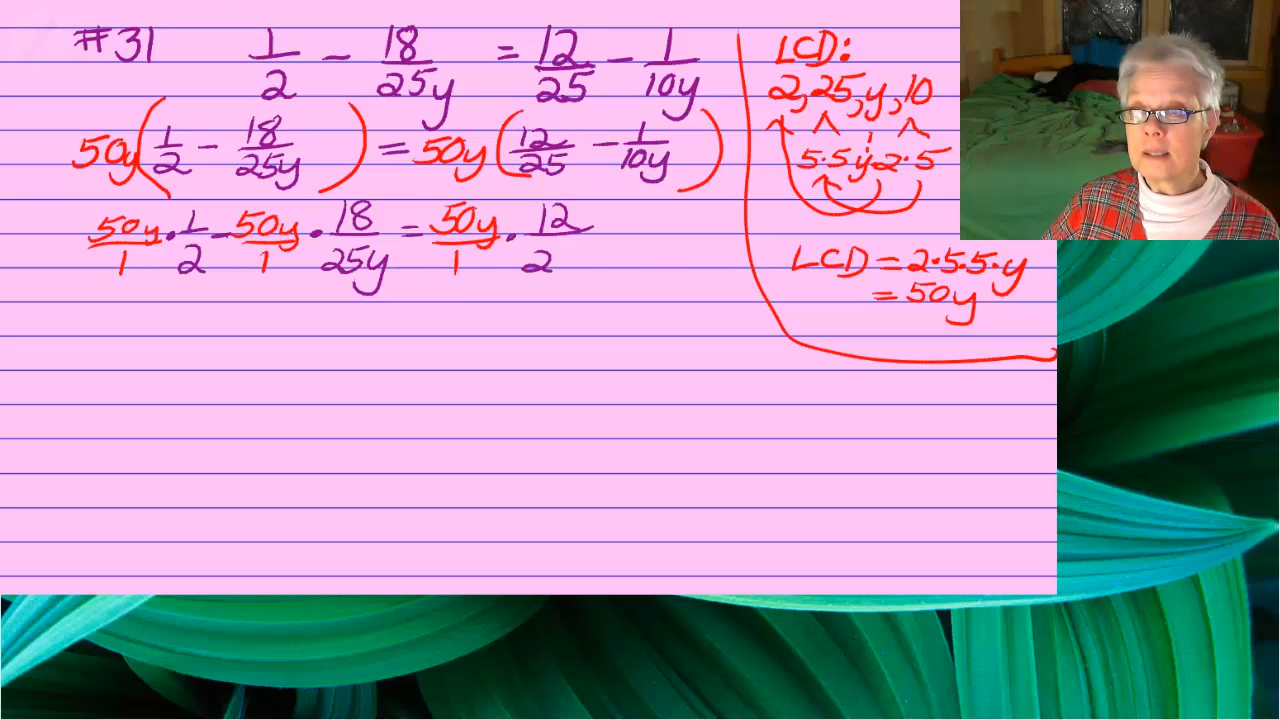 #31 1/2 - 18/25y = 12/25 - 1/10y
50y(1/2 - 18/25y) = 50y(12/25 - 1/10y)
50y/1 • 1/2 - 50y/1 • 18/25y = 50y/1 • 12/2
LCD:
2, 25, y, 10
5•5 y 2•5
LCD = 2•5•5•y
= 50y